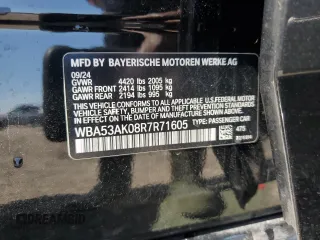 MFD BY BAYERISCHE MOTOREN WERKE AG
09/24
GVWR 4420 lbs 2005 kg
GAWR FRONT 2414 lbs 1095 kg
GAWR REAR 2194 lbs 995 kg
THIS VEHICLE CONFORMS TO ALL APPLICABLE
FEDERAL MOTOR VEHICLE SAFETY, BUMPER,
AND THEFT PREVENTION STANDARDS IN EFFECT
ON THE DATE OF MANUFACTURE SHOWN ABOVE.
WBA53AK08R7R71605
TYPE: PASSENGER CAR
475